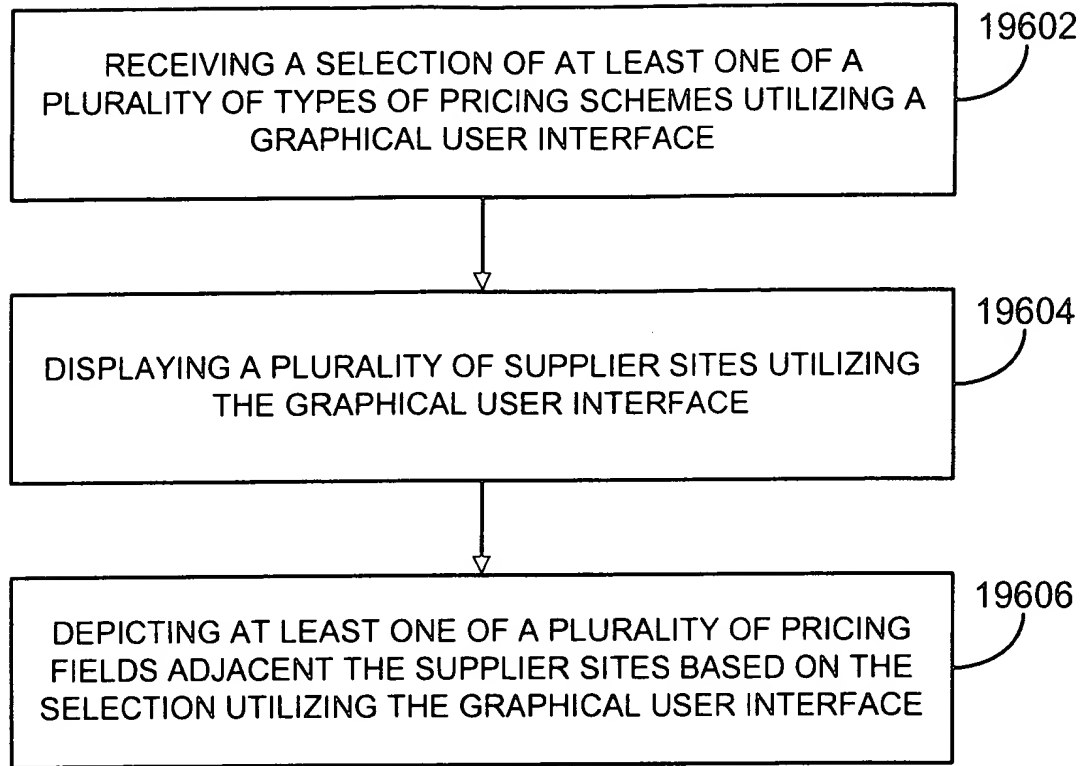 19602
RECEIVING A SELECTION OF AT LEAST ONE OF A
PLURALITY OF TYPES OF PRICING SCHEMES UTILIZING A
GRAPHICAL USER INTERFACE
19604
DISPLAYING A PLURALITY OF SUPPLIER SITES UTILIZING
THE GRAPHICAL USER INTERFACE
19606
DEPICTING AT LEAST ONE OF A PLURALITY OF PRICING
FIELDS ADJACENT THE SUPPLIER SITES BASED ON THE
SELECTION UTILIZING THE GRAPHICAL USER INTERFACE